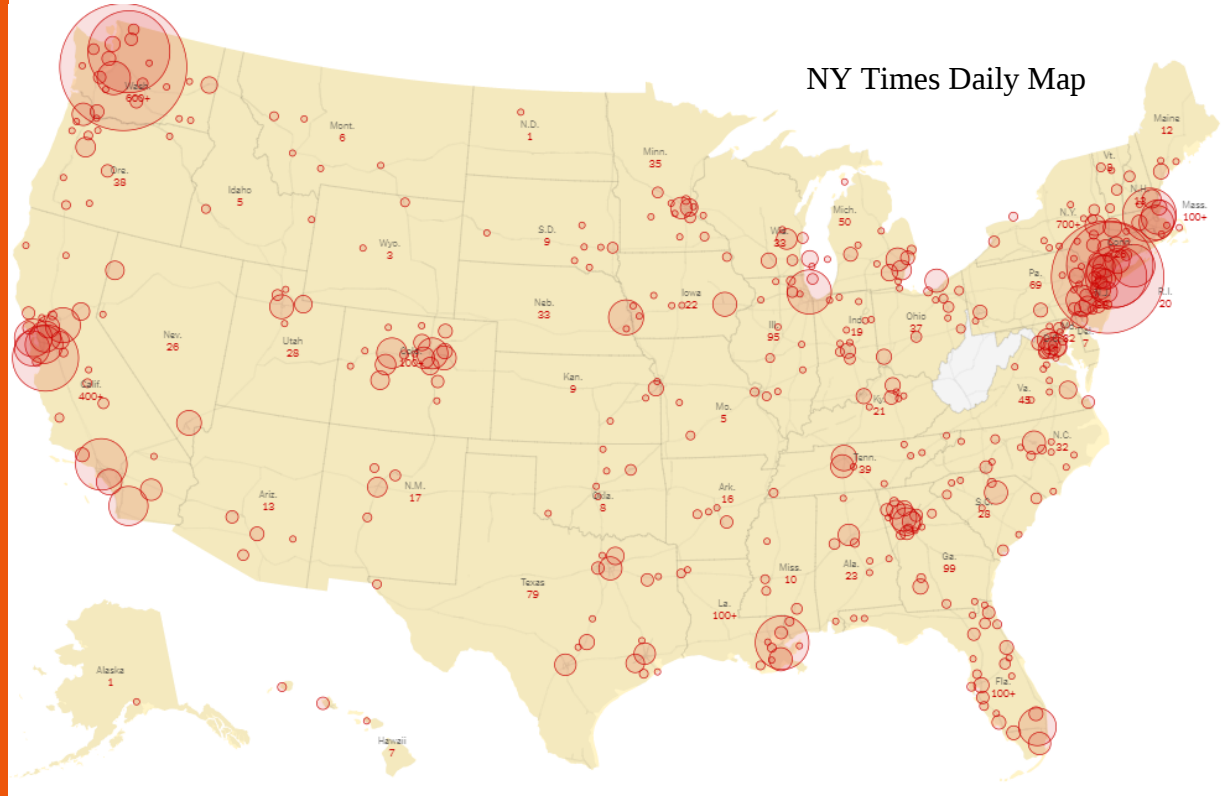 NY Times Daily Map
Wash.
600+
Mont.
6
N.D.
1
Minn.
35
Maine
12
Vt.
Ore.
38
Idaho
5
Wyo.
3
S.D.
9
Wis.
33
Mich.
50
N.Y.
700+
N.H.
Mass.
100+
Nev.
26
Utah
28
100+
Neb.
33
Iowa
22
Ill.
95
Ind.
19
Ohio
37
Pa.
69
R.I.
20
Del.
7
Calif.
400+
Kan.
9
Mo.
5
Ky.
21
Va.
45
Ariz.
13
N.M.
17
Okla.
8
Ark.
16
Tenn.
39
N.C.
32
S.C.
28
Texas
79
La.
100+
Miss.
10
Ala.
23
Ga.
99
Alaska
1
Hawaii
7
Fla.
100+